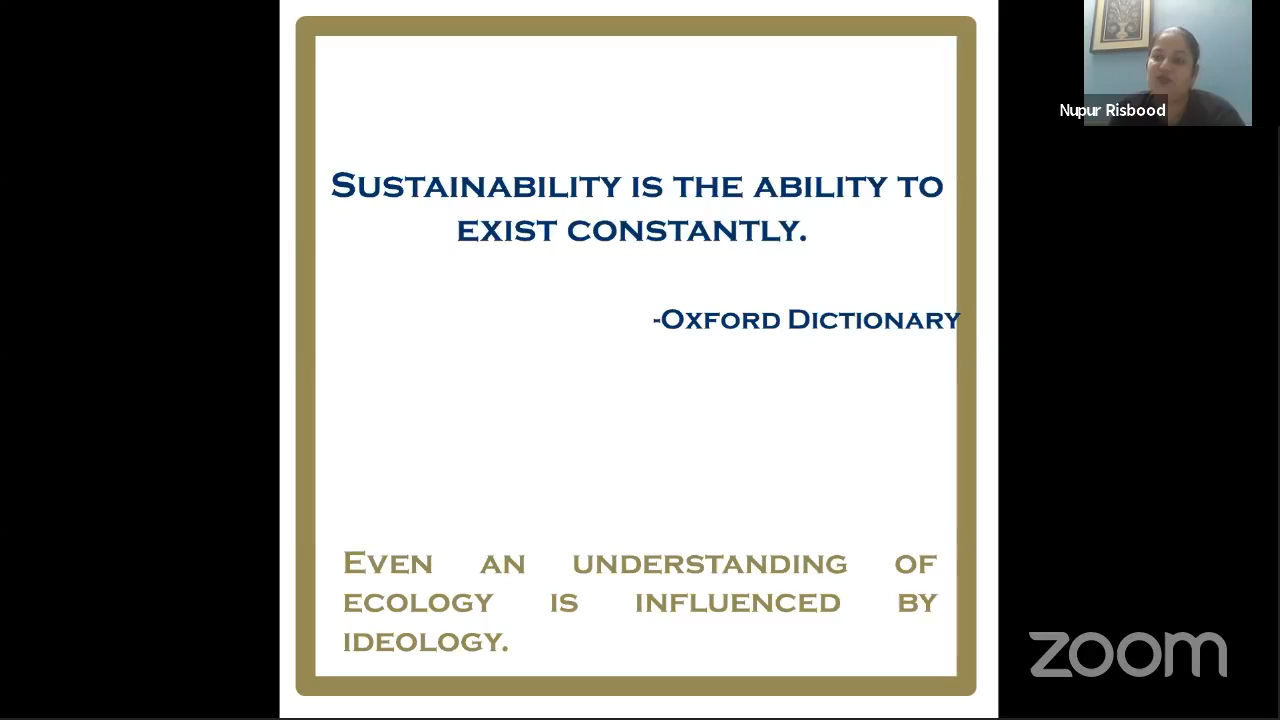 Sustainability is the ability to
exist constantly.
-Oxford Dictionary
Even an understanding of
ecology is influenced by
ideology.
Nupur Risbood
zoom